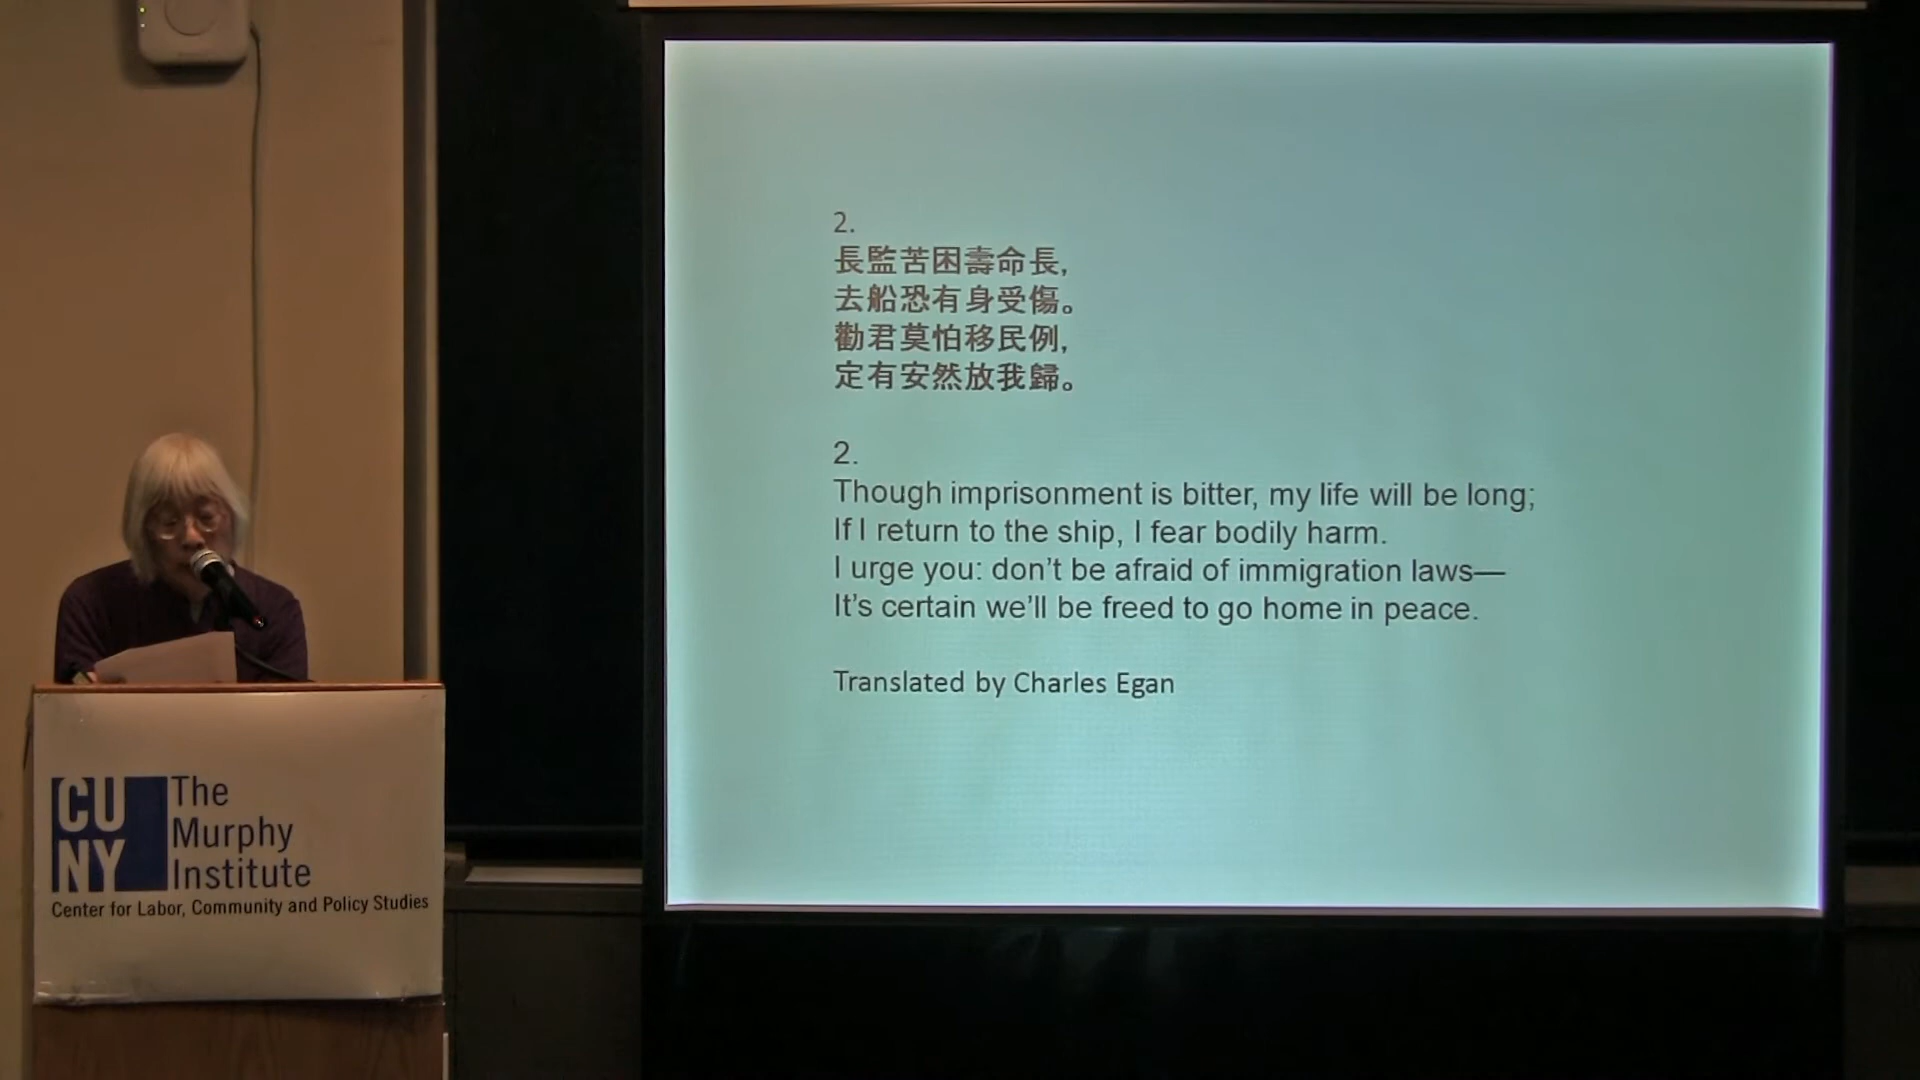 2.
長監苦困壽命長,
去船恐有身受傷。
勸君莫怕移民例,
定有安然放我歸。
2.
Though imprisonment is bitter, my life will be long;
If I return to the ship, I fear bodily harm.
I urge you: don’t be afraid of immigration laws—
It’s certain we’ll be freed to go home in peace.
Translated by Charles Egan
CU
NY
The
Murphy
Institute
Center for Labor, Community and Policy Studies